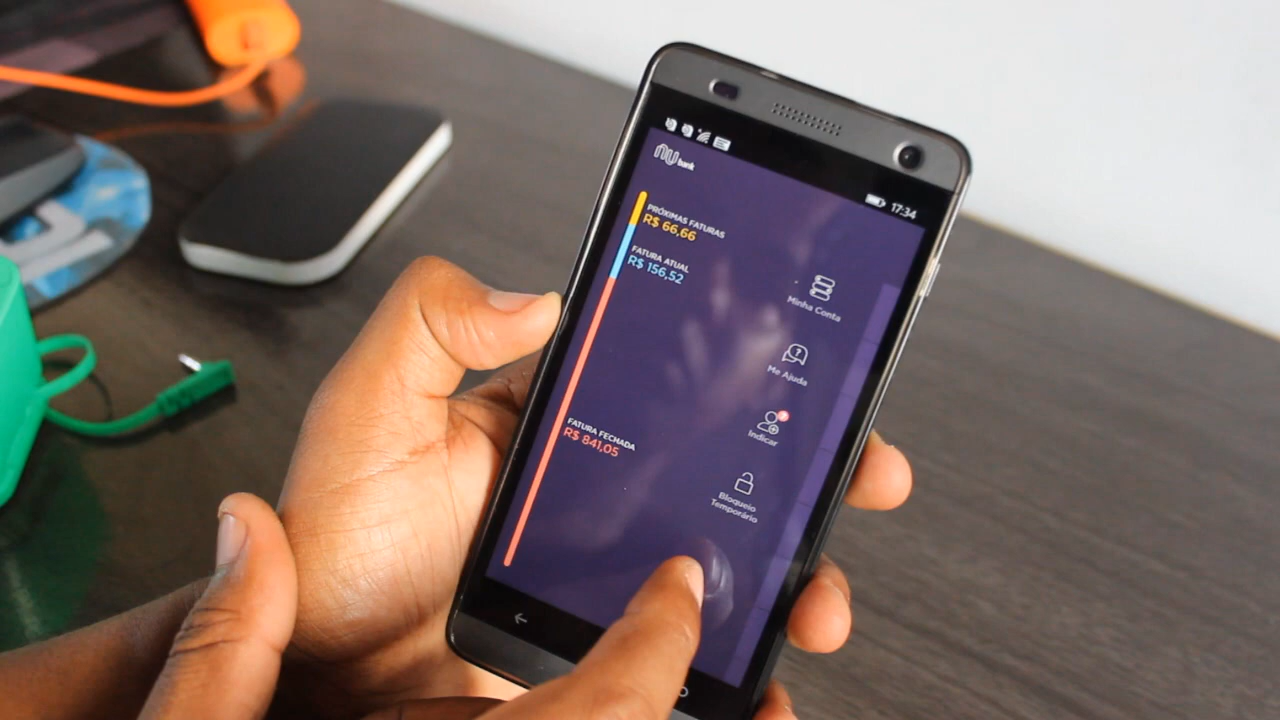 17:34
nu bank
PRÓXIMAS FATURAS
R$ 66,66
FATURA ATUAL
R$ 156,52
FATURA FECHADA
R$ 841,05
Minha Conta
Me Ajuda
Indicar
Bloqueio
Temporário